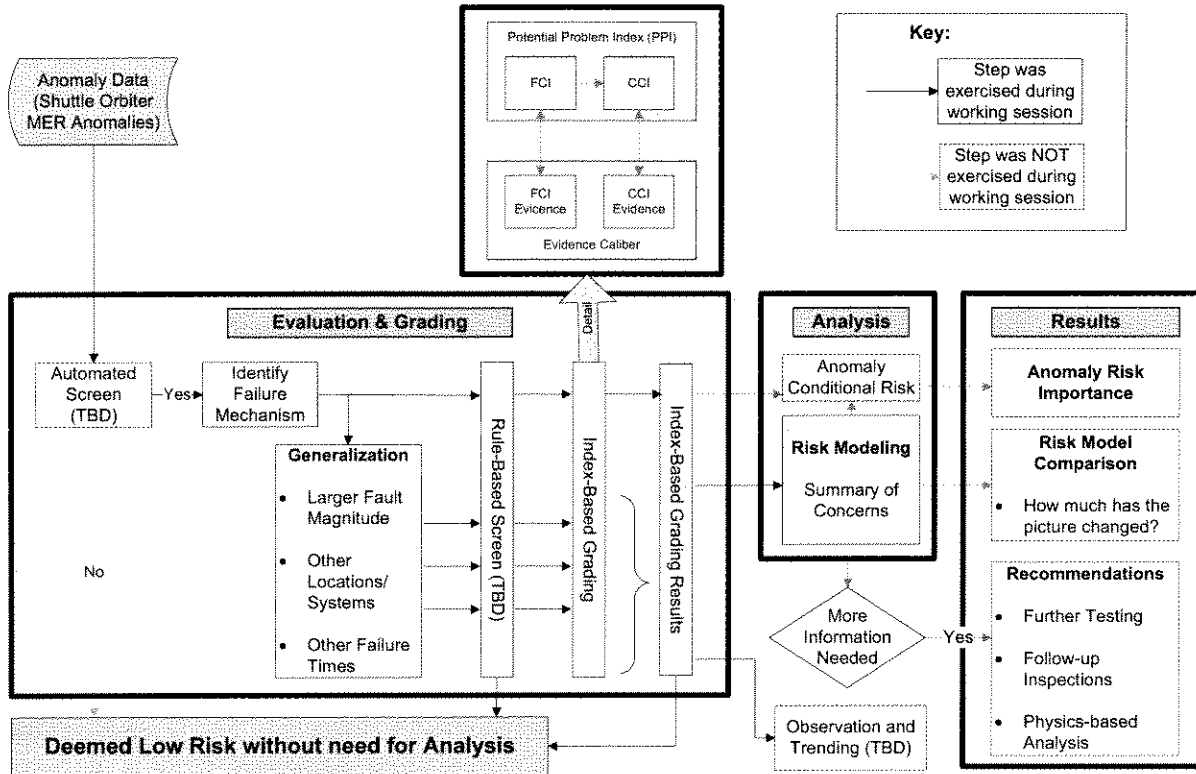 Potential Problem Index (PPI)
FCI
CCI
FCI
Evicence
CCI
Evidence
Evidence Caliber
Key:
Step was
exercised during
working session
Step was NOT
exercised during
working session
Anomaly Data
(Shuttle Orbiter
MER Anomalies)
Detail
Evaluation & Grading
Automated
Screen
(TBD)
Yes
Identify
Failure
Mechanism
Generalization
• Larger Fault
Magnitude
• Other
Locations/
Systems
• Other Failure
Times
No
Rule-Based Screen (TBD)
Index-Based Grading
Index-Based Grading Results
Analysis
Anomaly
Conditional Risk
Risk Modeling
Summary of
Concerns
More
Information
Needed
Yes
Results
Anomaly Risk
Importance
Risk Model
Comparison
• How much has the
picture changed?
Recommendations
• Further Testing
• Follow-up
Inspections
• Physics-based
Analysis
Deemed Low Risk without need for Analysis
Observation and
Trending (TBD)